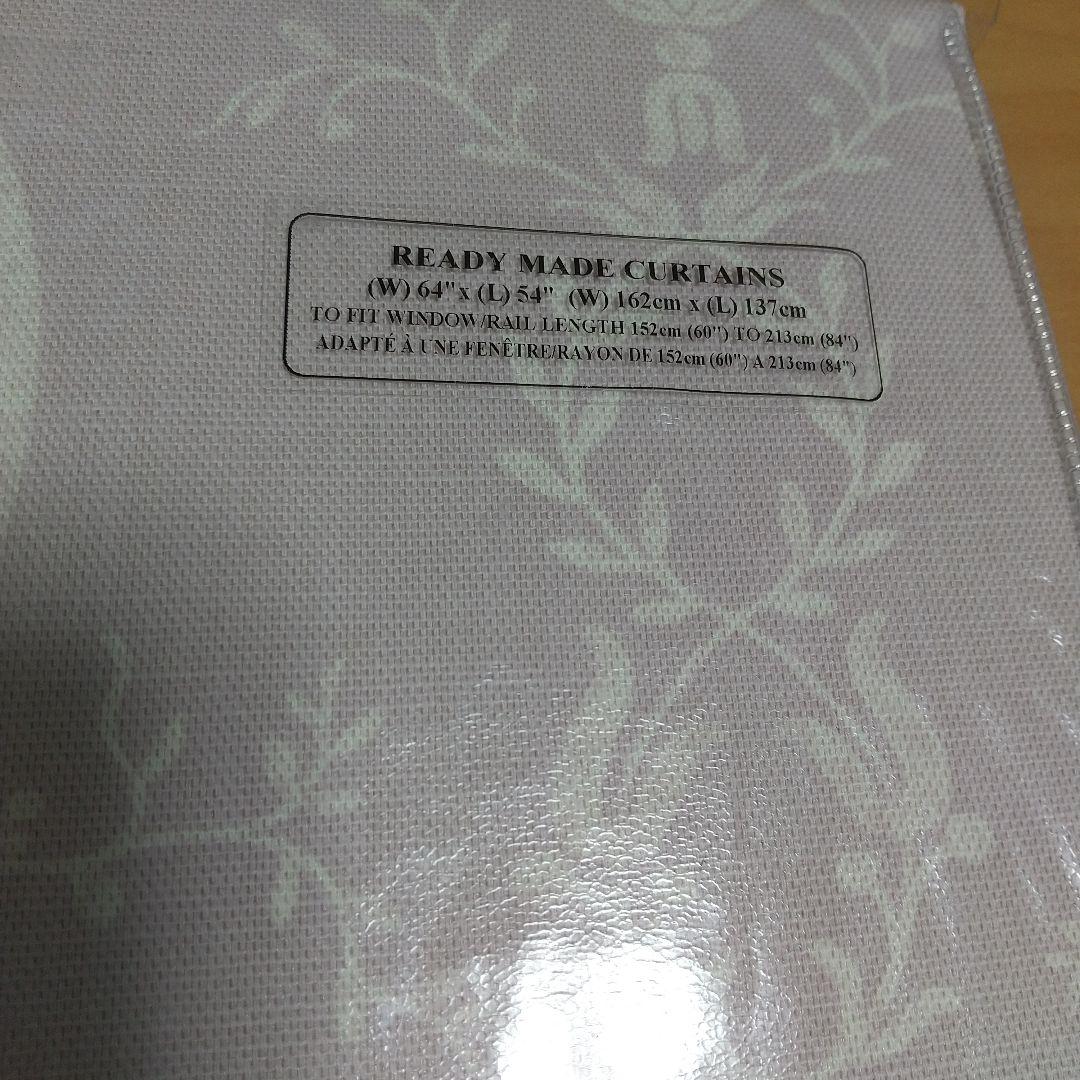 READY MADE CURTAINS
(W) 64" x (L) 54" (W) 162cm x (L) 137cm
TO FIT WINDOW/RAIL LENGTH 152cm (60") TO 213cm (84")
ADAPTÉ À UNE FENÊTRE/RAYON DE 152cm (60") A 213cm (84")